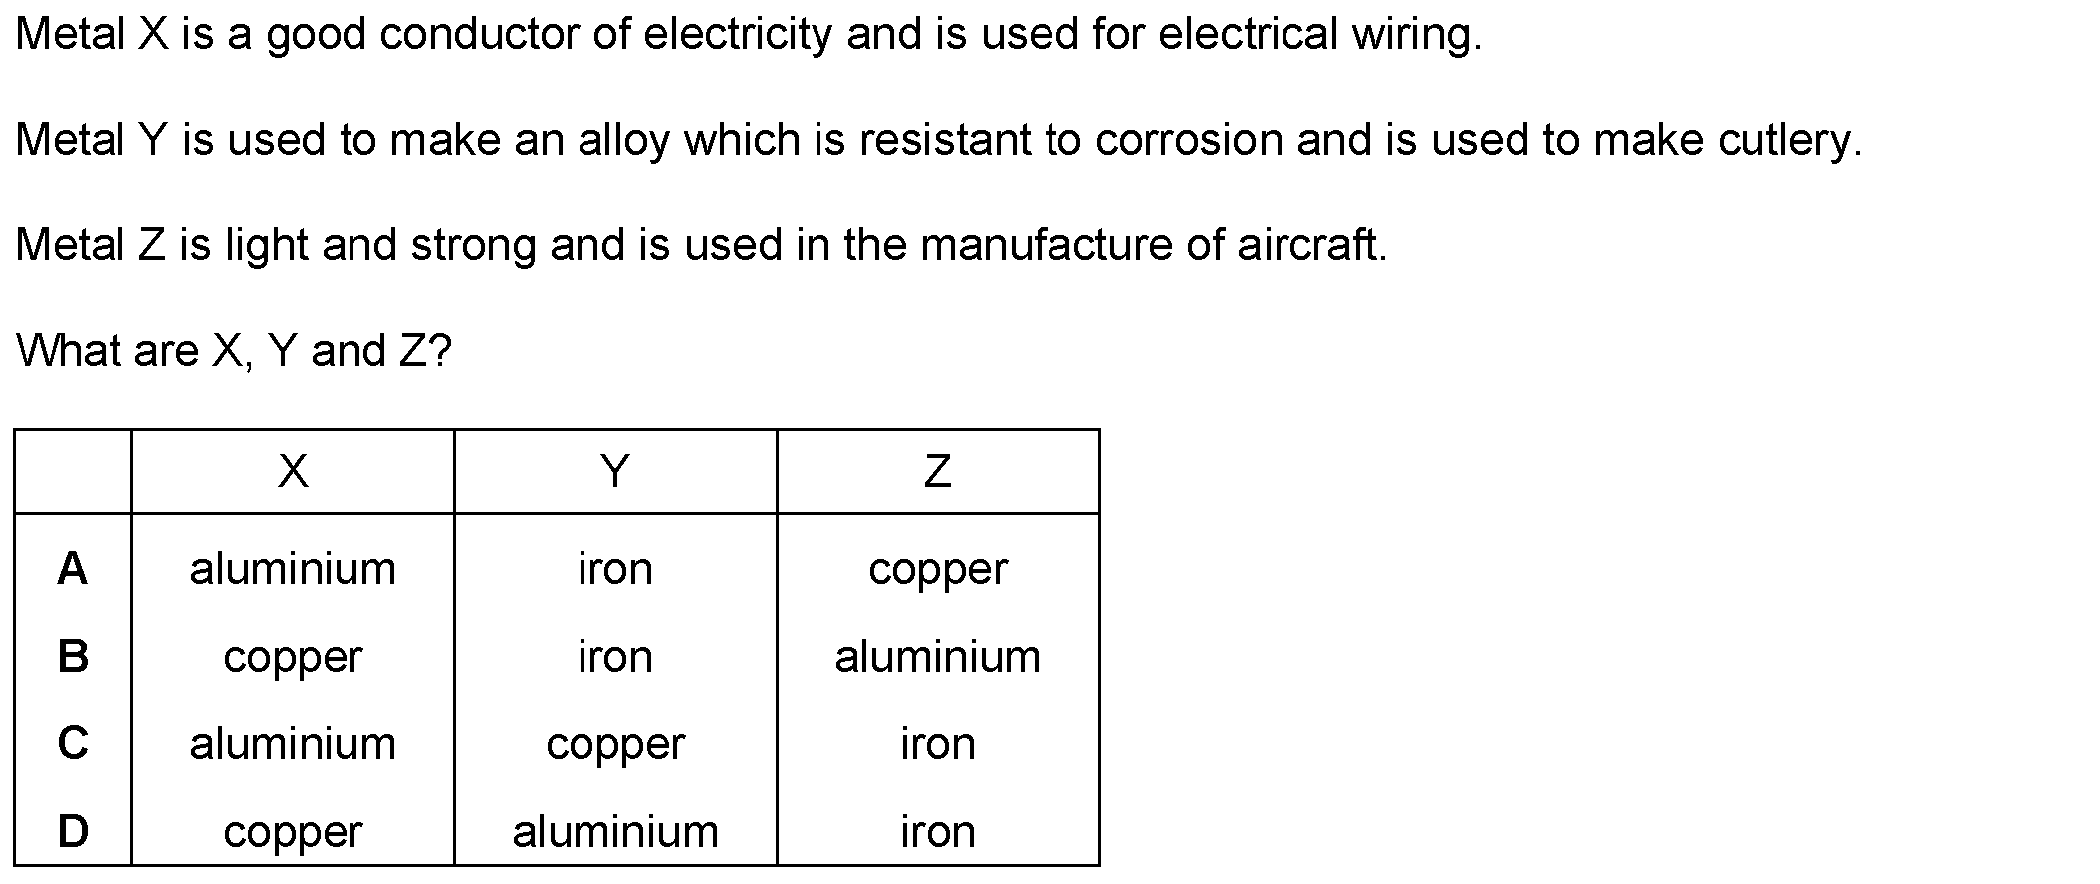 Metal X is a good conductor of electricity and is used for electrical wiring.
Metal Y is used to make an alloy which is resistant to corrosion and is used to make cutlery.
Metal Z is light and strong and is used in the manufacture of aircraft.
What are X, Y and Z?
X Y Z
A aluminium iron copper
B copper iron aluminium
C aluminium copper iron
D copper aluminium iron